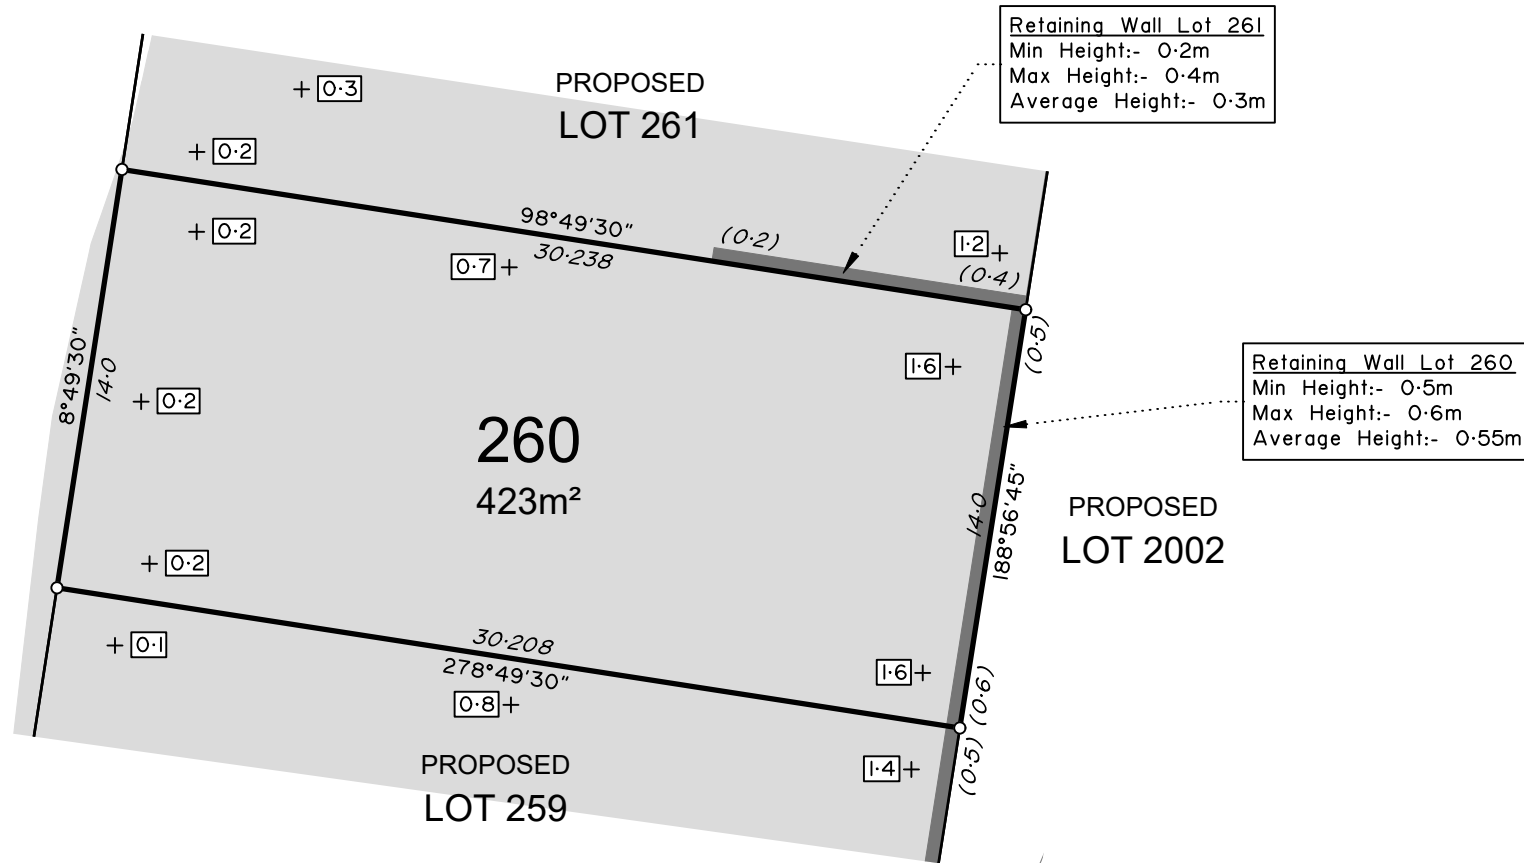 Retaining Wall Lot 261
Min Height:- 0·2m
Max Height:- 0·4m
Average Height:- 0·3m
PROPOSED
LOT 261
0·3
0·2
0·2
98°49'30"
30·238
(0·2)
1·2
(0·4)
0·7
(0·5)
1·6
Retaining Wall Lot 260
Min Height:- 0·5m
Max Height:- 0·6m
Average Height:- 0·55m
8°49'30"
14·0
0·2
260
423m²
14·0
188°56'45"
PROPOSED
LOT 2002
0·2
0·1
30·208
278°49'30"
0·8
1·6
(0·6)
(0·5)
1·4
PROPOSED
LOT 259